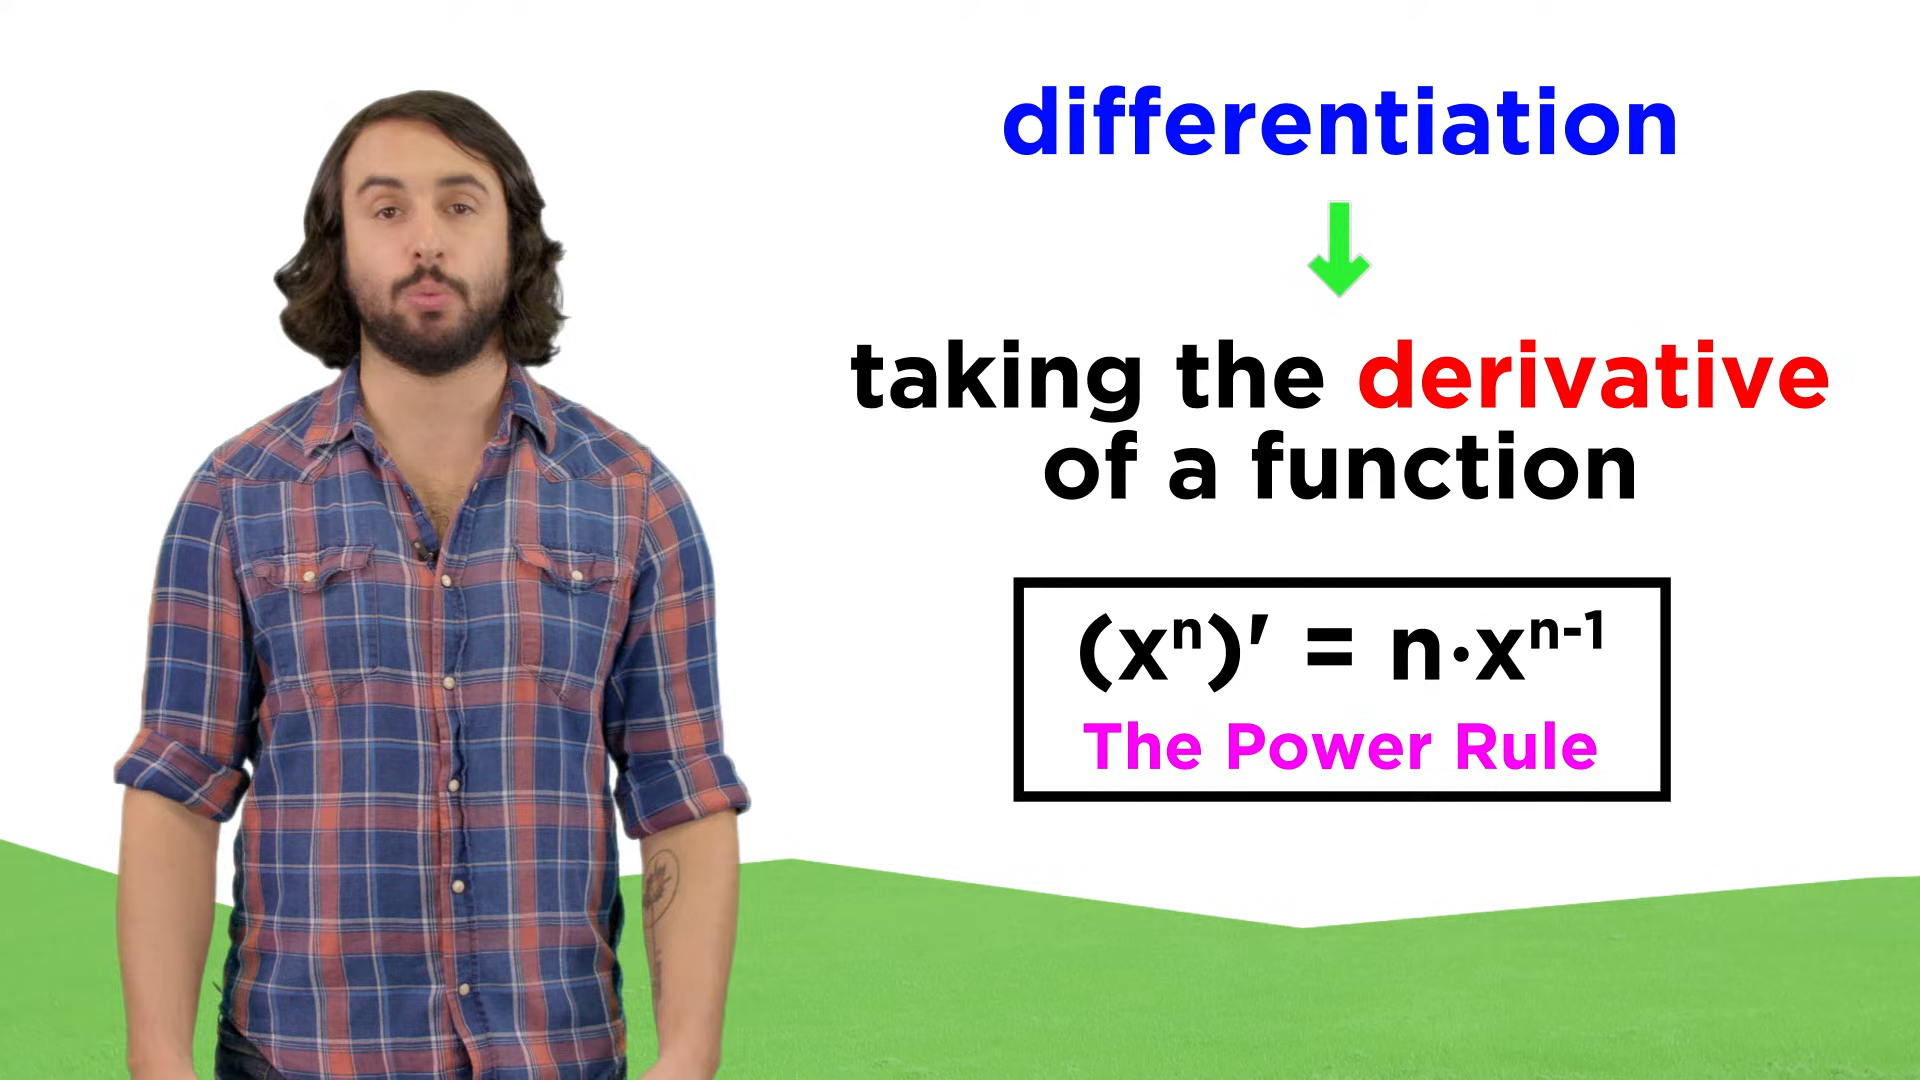 differentiation
taking the derivative
of a function
(xⁿ)' = n·xⁿ⁻¹
The Power Rule